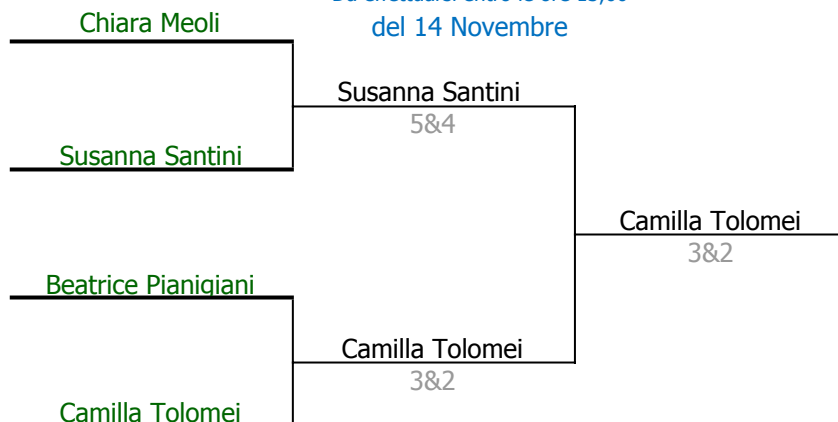 Chiara Meoli
del 14 Novembre
Susanna Santini
5&4
Susanna Santini
Camilla Tolomei
3&2
Beatrice Pianigiani
Camilla Tolomei
3&2
Camilla Tolomei